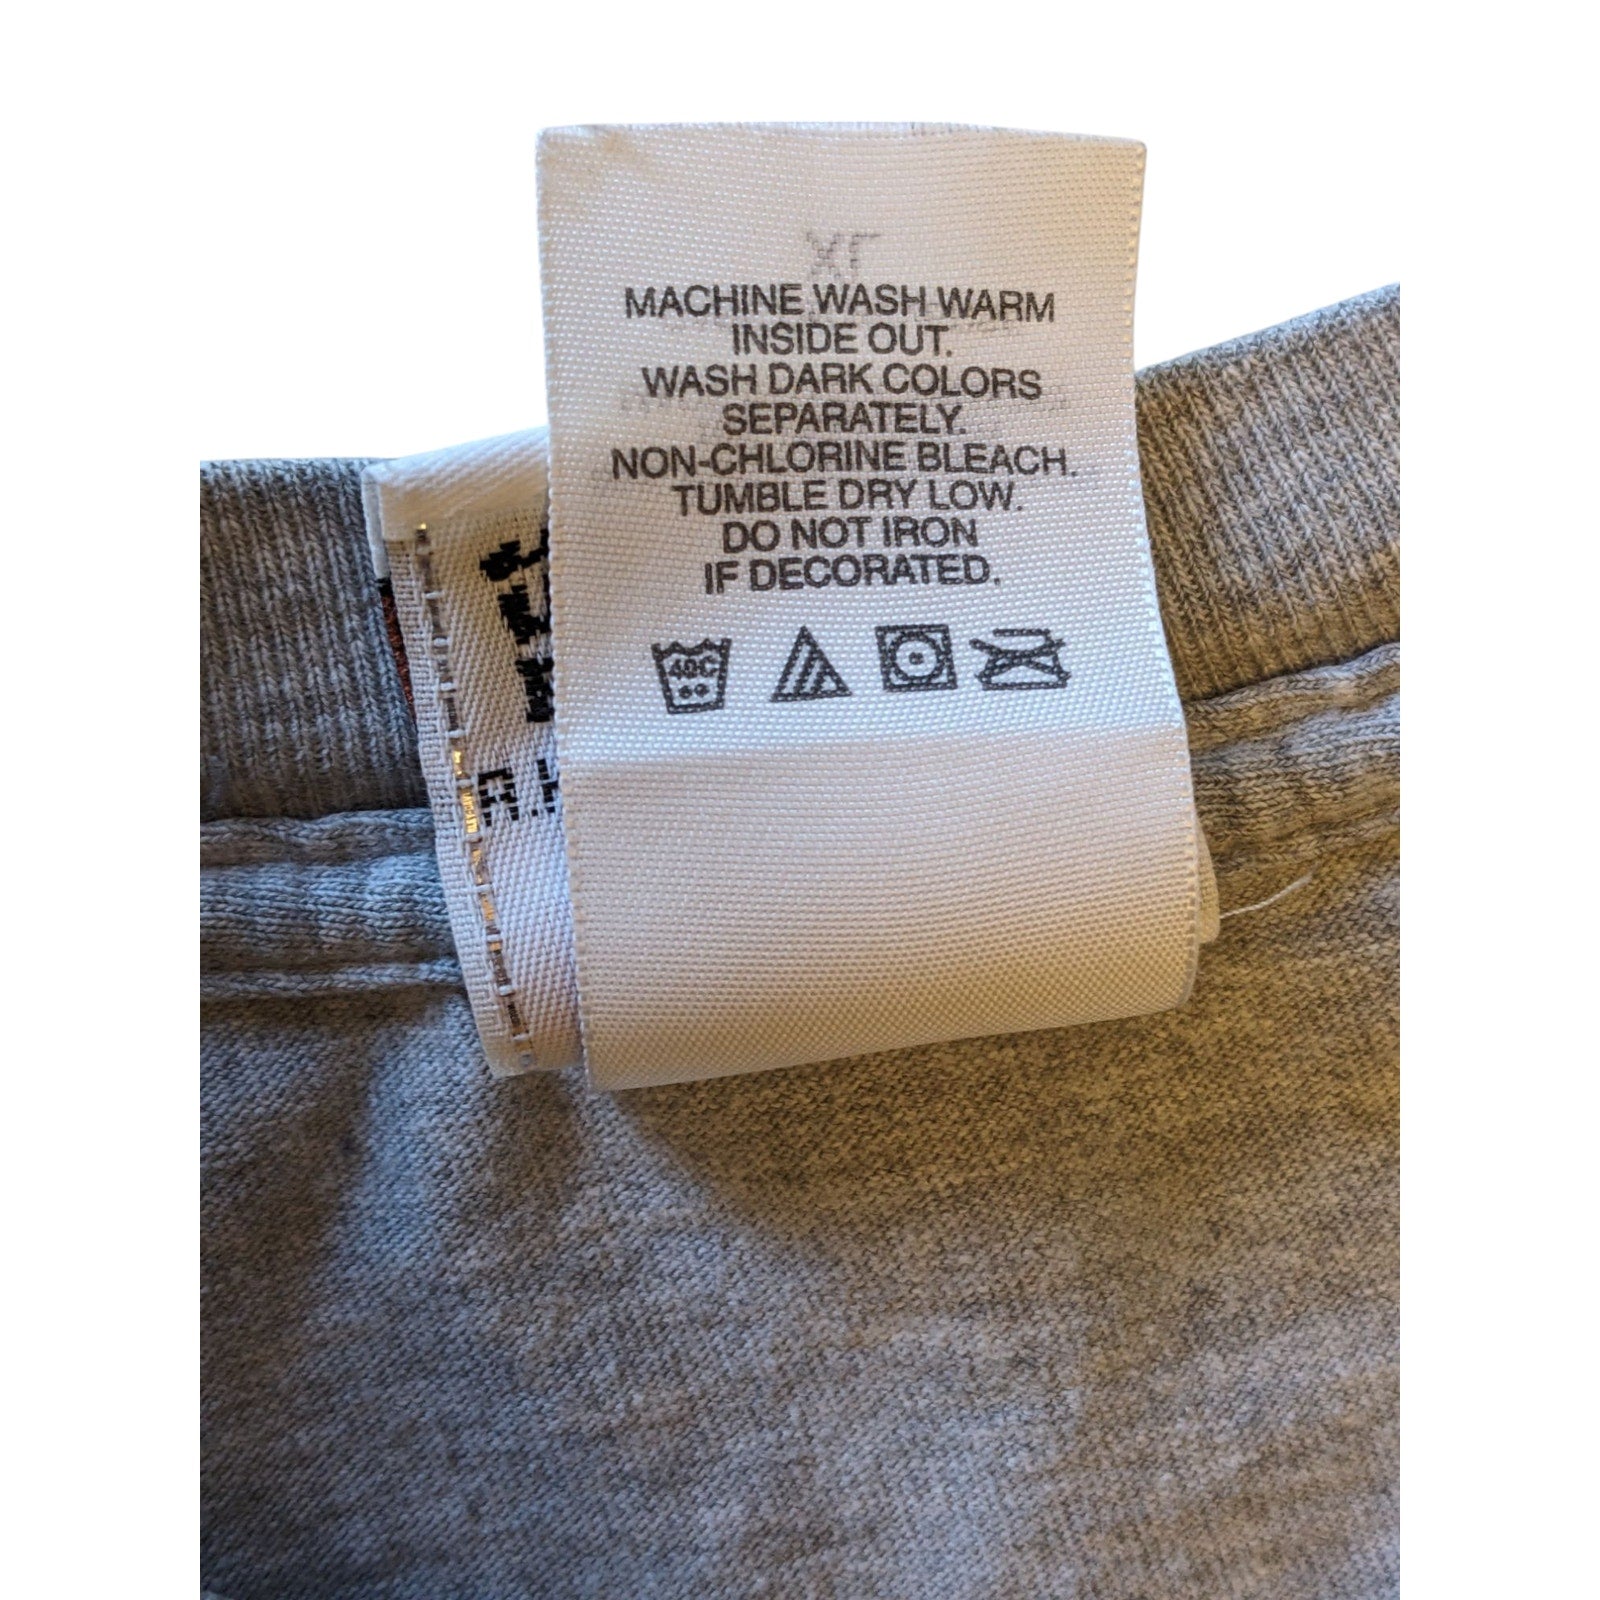 MACHINE WASH WARM
INSIDE OUT.
WASH DARK COLORS
SEPARATELY.
NON-CHLORINE BLEACH.
TUMBLE DRY LOW.
DO NOT IRON
IF DECORATED.
40C